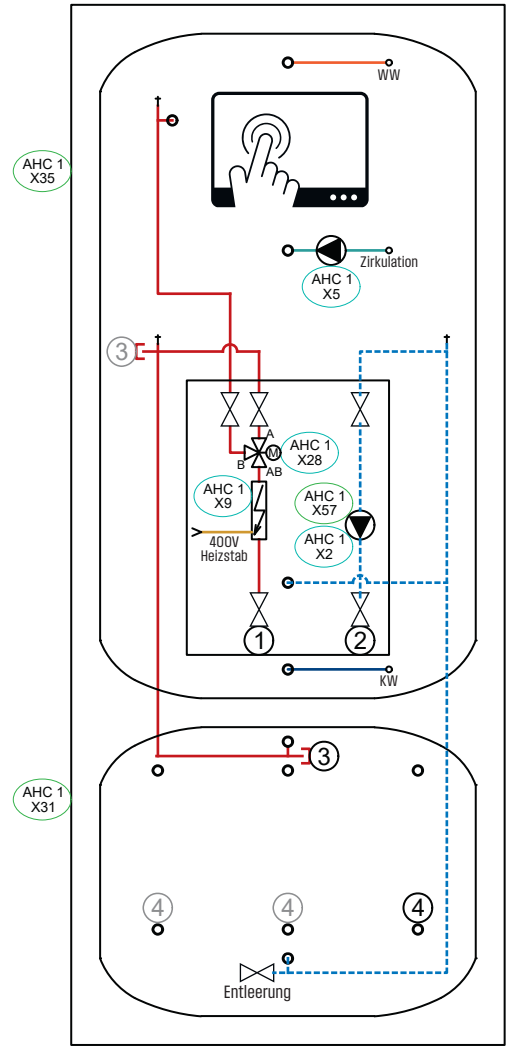 WW
AHC 1
X35
Zirkulation
AHC 1
X5
3
A
M
B
AB
AHC 1
X28
AHC 1
X9
AHC 1
X57
AHC 1
X2
400V
Heizstab
1
2
KW
3
AHC 1
X31
4
4
4
Entleerung